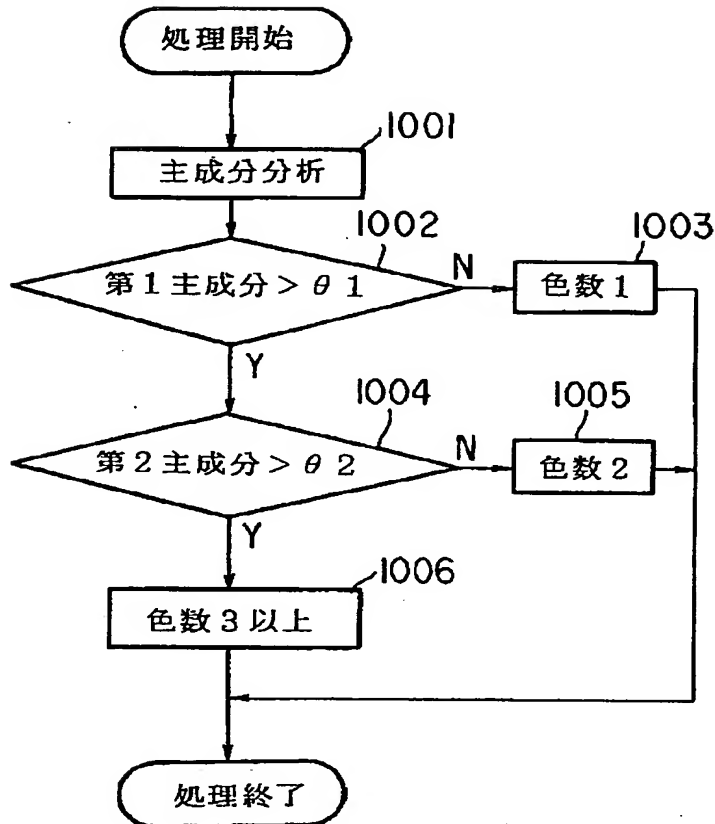 処理開始
1001
主成分分析
1002
第1主成分>θ1
N
1003
色数1
Y
1004
第2主成分>θ2
N
1005
色数2
Y
1006
色数3以上
処理終了